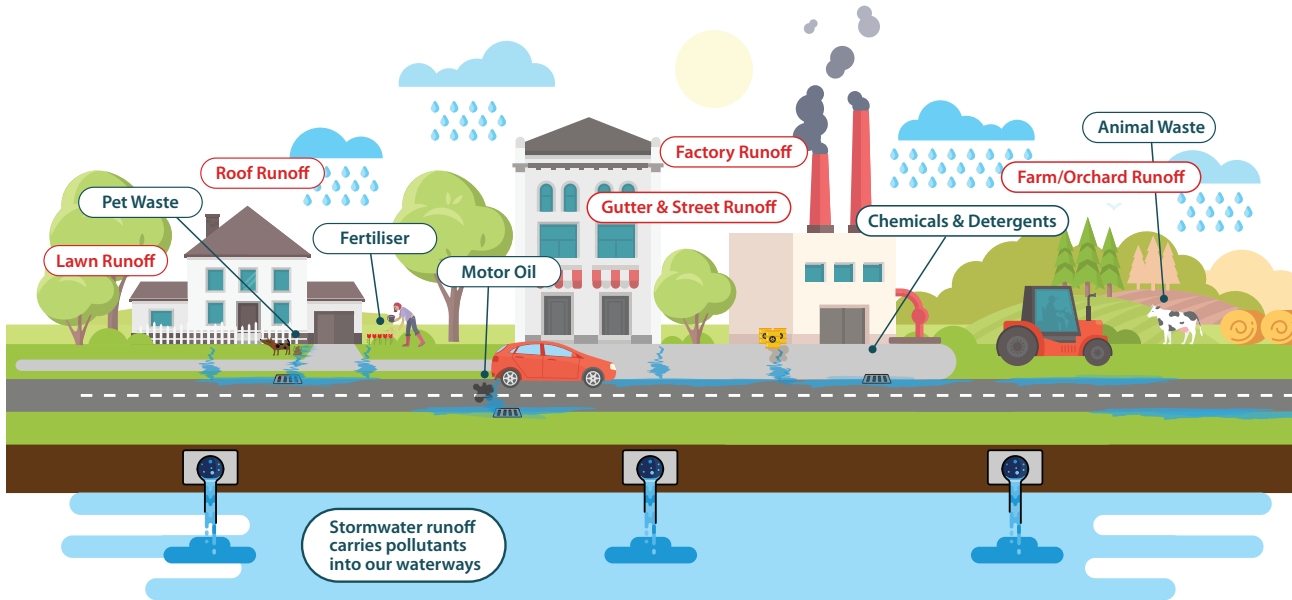 Animal Waste
Factory Runoff
Roof Runoff
Farm/Orchard Runoff
Pet Waste
Gutter & Street Runoff
Chemicals & Detergents
Fertiliser
Lawn Runoff
Motor Oil
Stormwater runoff
carries pollutants
into our waterways